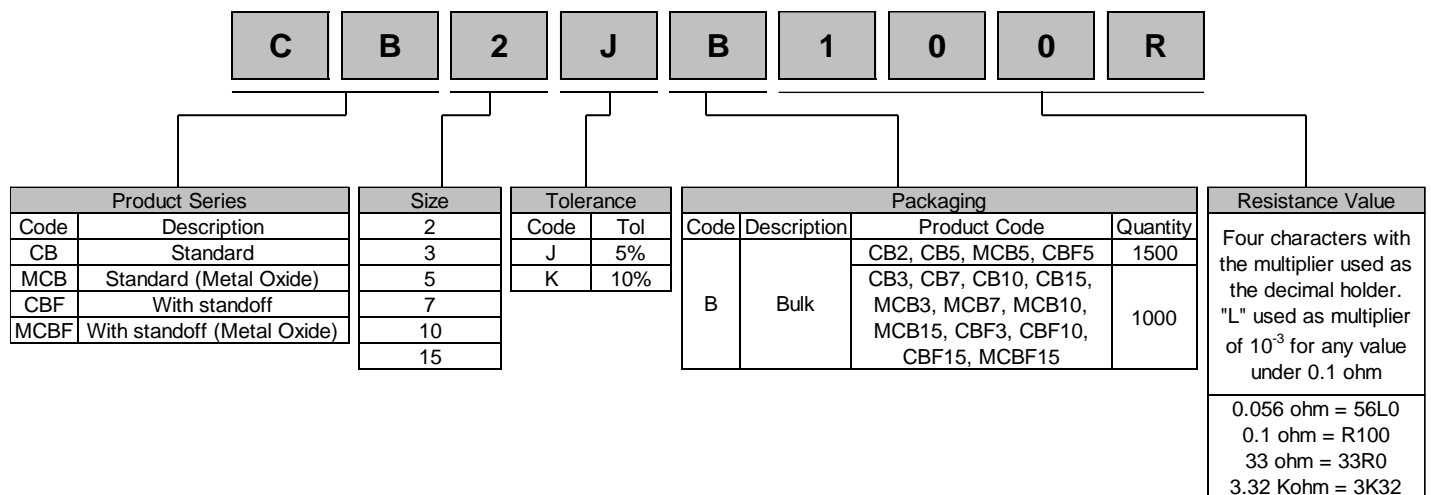 C B 2 J B 1 0 0 R
Product Series
Code Description
CB Standard
MCB Standard (Metal Oxide)
CBF With standoff
MCBF With standoff (Metal Oxide)
Size
2
3
5
7
10
15
Tolerance
Code Tol
J 5%
K 10%
Packaging
Code Description Product Code Quantity
B Bulk
CB2, CB5, MCB5, CBF5 1500
CB3, CB7, CB10, CB15,
MCB3, MCB7, MCB10,
MCB15, CBF3, CBF10,
CBF15, MCBF15
1000
Resistance Value
Four characters with
the multiplier used as
the decimal holder.
"L" used as multiplier
of 10⁻³ for any value
under 0.1 ohm
0.056 ohm = 56L0
0.1 ohm = R100
33 ohm = 33R0
3.32 Kohm = 3K32